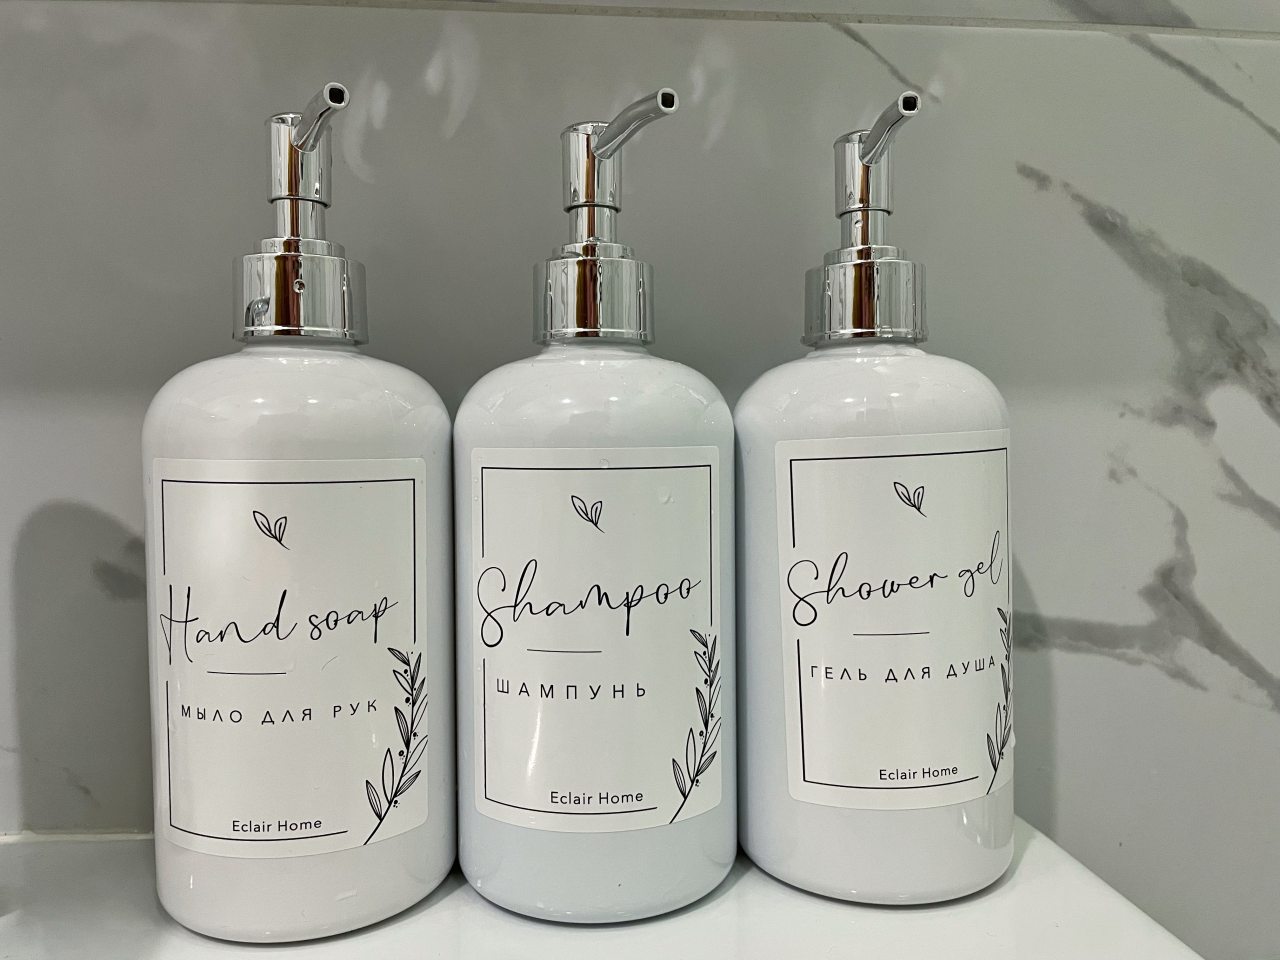 Hand soap
МЫЛО ДЛЯ РУК
Eclair Home
Shampoo
ШАМПУНЬ
Eclair Home
Shower gel
ГЕЛЬ ДЛЯ ДУША
Eclair Home